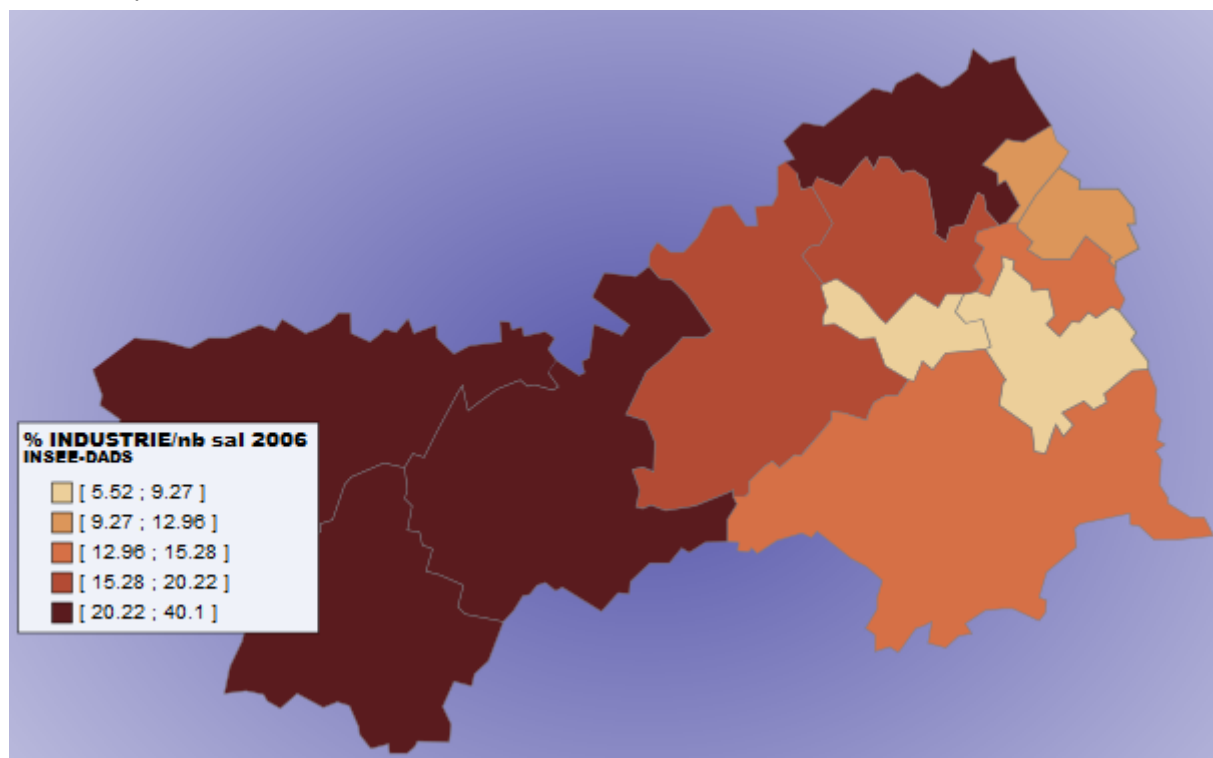 % INDUSTRIE/nb sal 2006
INSEE-DADS
[ 5.52 ; 9.27 ]
[ 9.27 ; 12.96 ]
[ 12.96 ; 15.28 ]
[ 15.28 ; 20.22 ]
[ 20.22 ; 40.1 ]